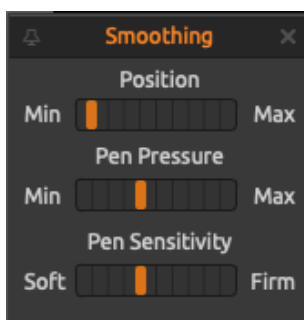 Smoothing
Position
Min Max
Pen Pressure
Min Max
Pen Sensitivity
Soft Firm